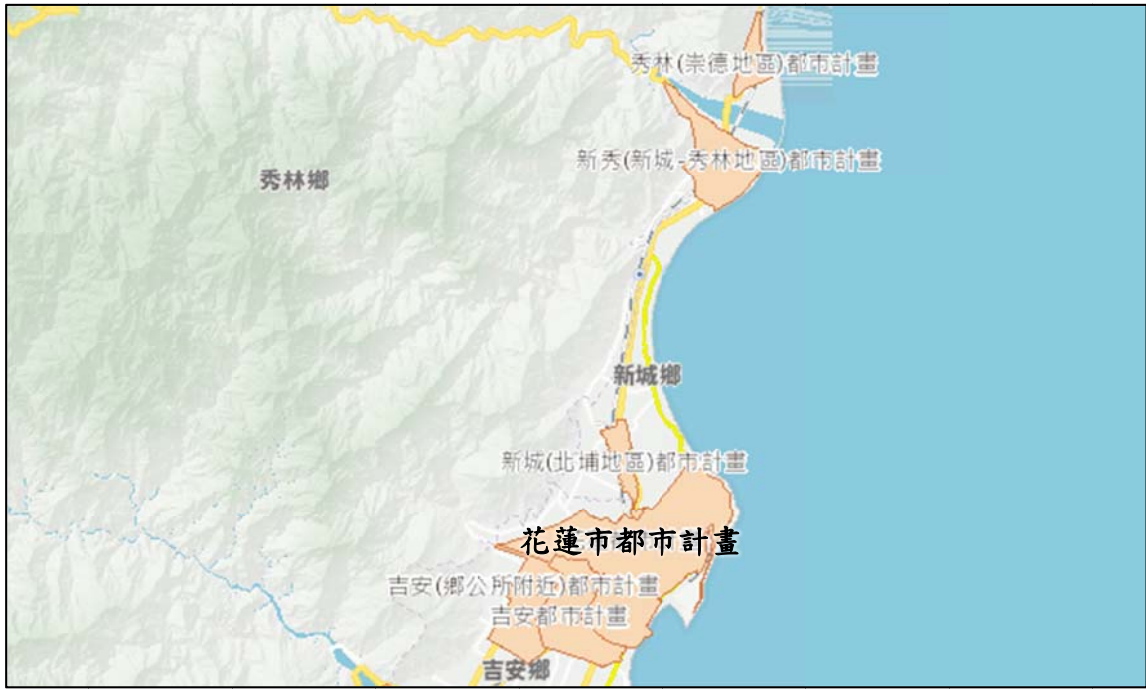 秀林(崇德地區)都市計畫
新秀(新城-秀林地區)都市計畫
秀林鄉
新城鄉
新城(北埔地區)都市計畫
花蓮市都市計畫
吉安(鄉公所附近)都市計畫
吉安都市計畫
吉安鄉